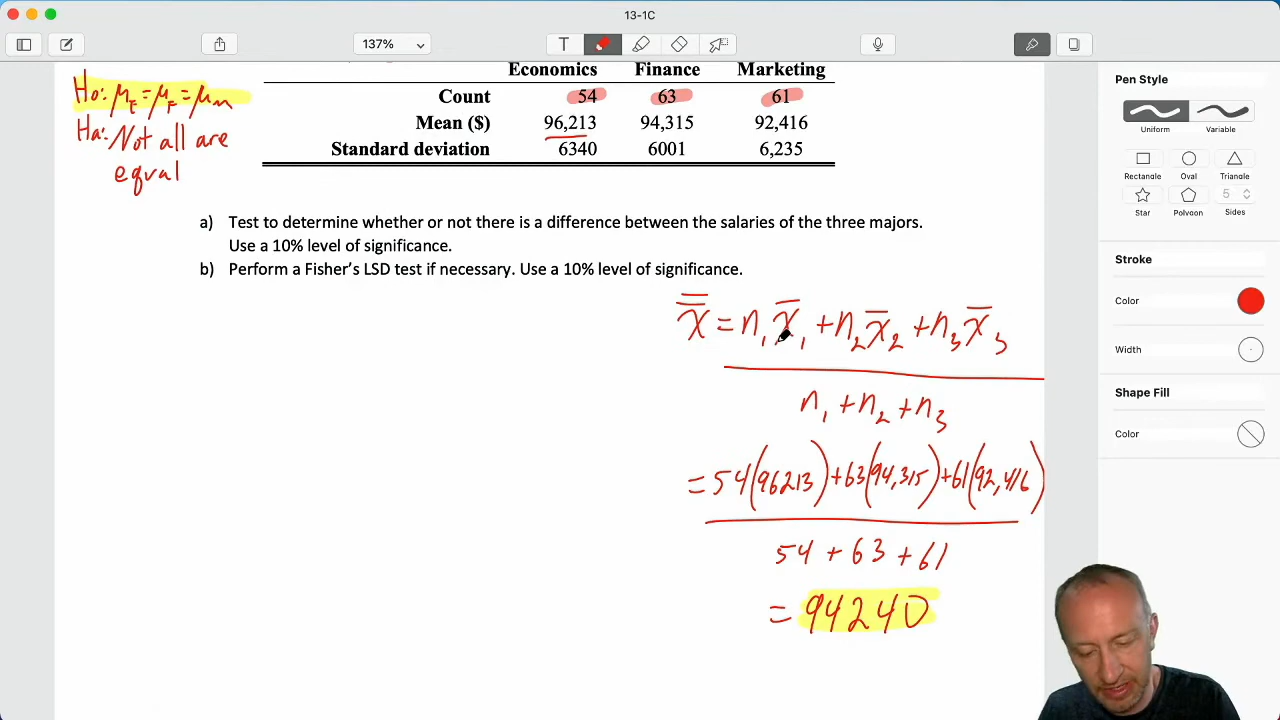 13-1C
137%
T
Economics Finance Marketing
Count 54 63 61
Mean ($) 96,213 94,315 92,416
Standard deviation 6340 6001 6,235
Ho: μE = μF = μm
Ha: Not all are
equal
a) Test to determine whether or not there is a difference between the salaries of the three majors.
Use a 10% level of significance.
b) Perform a Fisher's LSD test if necessary. Use a 10% level of significance.
x̿ = n₁x̄₁ + n₂x̄₂ + n₃x̄₃
n₁ + n₂ + n₃
= 54(96213) + 63(94,315) + 61(92,416)
54 + 63 + 61
= 94240
Pen Style
Uniform Variable
Rectangle Oval Triangle
5
Star Polygon Sides
Stroke
Color
Width
Shape Fill
Color